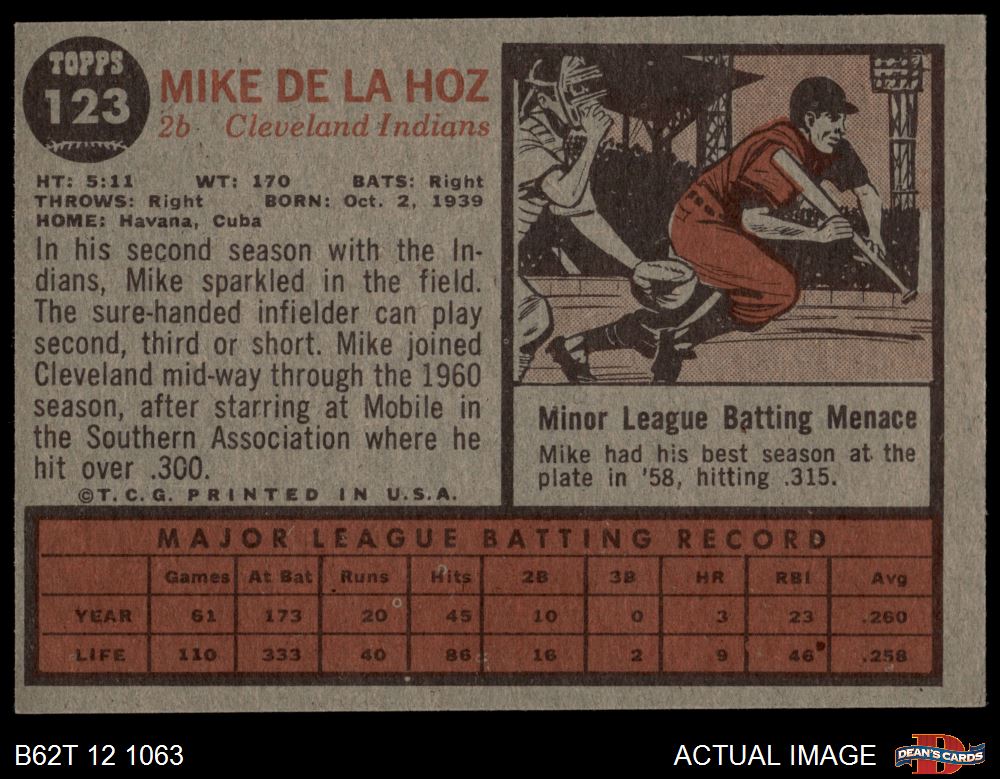 TOPPS
123
MIKE DE LA HOZ
2b Cleveland Indians
HT: 5:11 WT: 170 BATS: Right
THROWS: Right BORN: Oct. 2, 1939
HOME: Havana, Cuba
In his second season with the In-
dians, Mike sparkled in the field.
The sure-handed infielder can play
second, third or short. Mike joined
Cleveland mid-way through the 1960
season, after starring at Mobile in
the Southern Association where he
hit over .300.
©T.C.G. PRINTED IN U.S.A.
Minor League Batting Menace
Mike had his best season at the
plate in '58, hitting .315.
MAJOR LEAGUE BATTING RECORD
Games At Bat Runs Hits 2B 3B HR RBI Avg
YEAR 61 173 20 45 10 0 3 23 .260
LIFE 110 333 40 86 16 2 9 46 .258
B62T 12 1063
ACTUAL IMAGE
DEAN'S CARDS